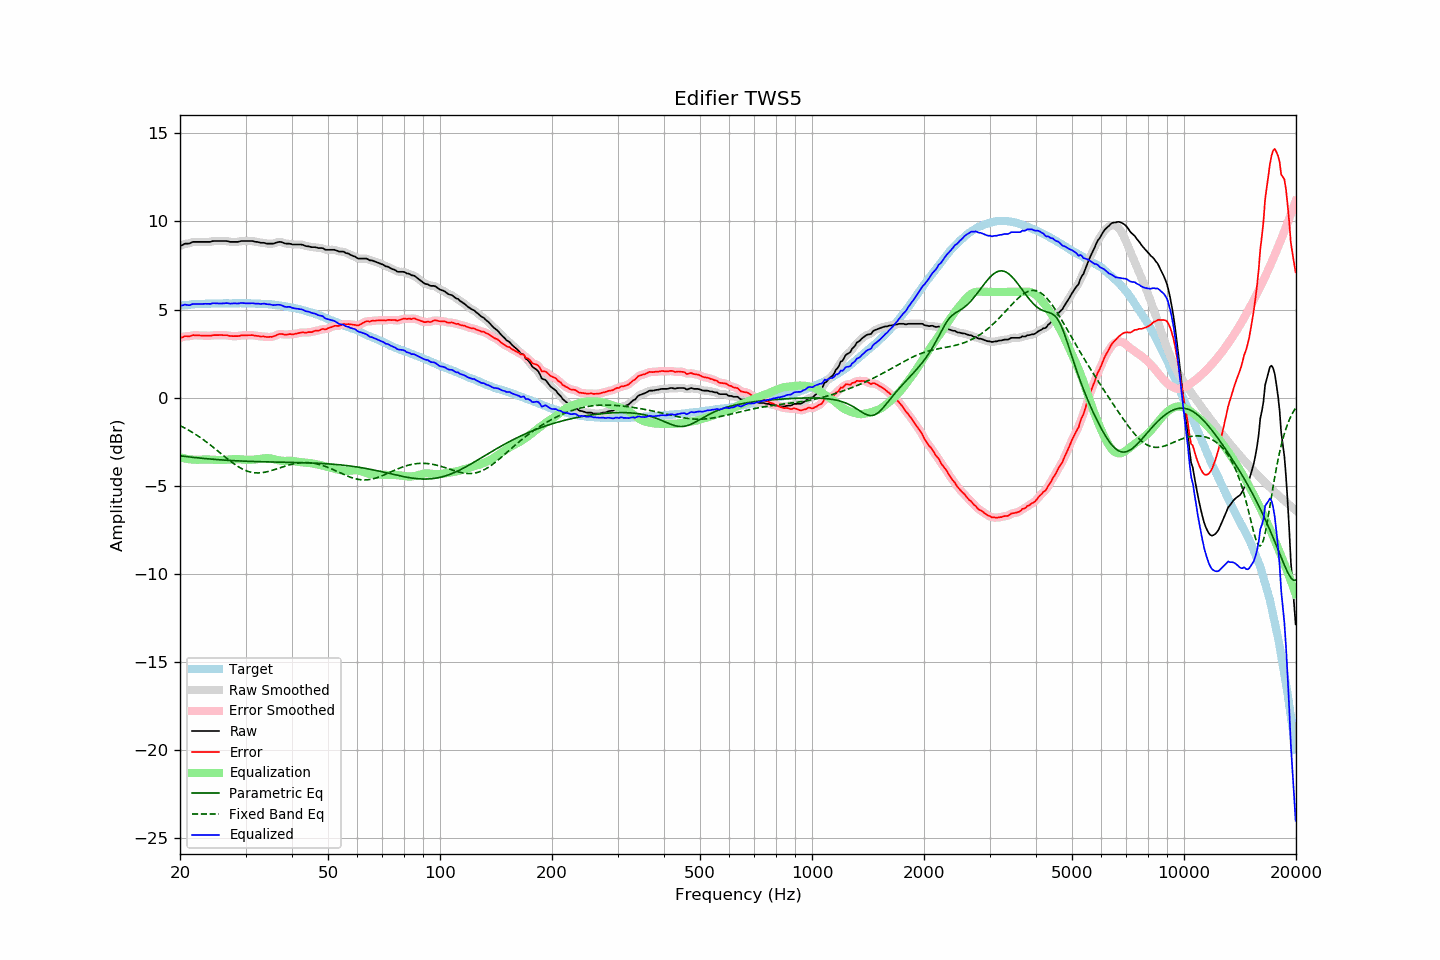 Edifier TWS5
Amplitude (dBr)
15
10
5
0
−5
−10
−15
−20
−25
Target
Raw Smoothed
Error Smoothed
Raw
Error
Equalization
Parametric Eq
Fixed Band Eq
Equalized
20 50 100 200 500 1000 2000 5000 10000 20000
Frequency (Hz)